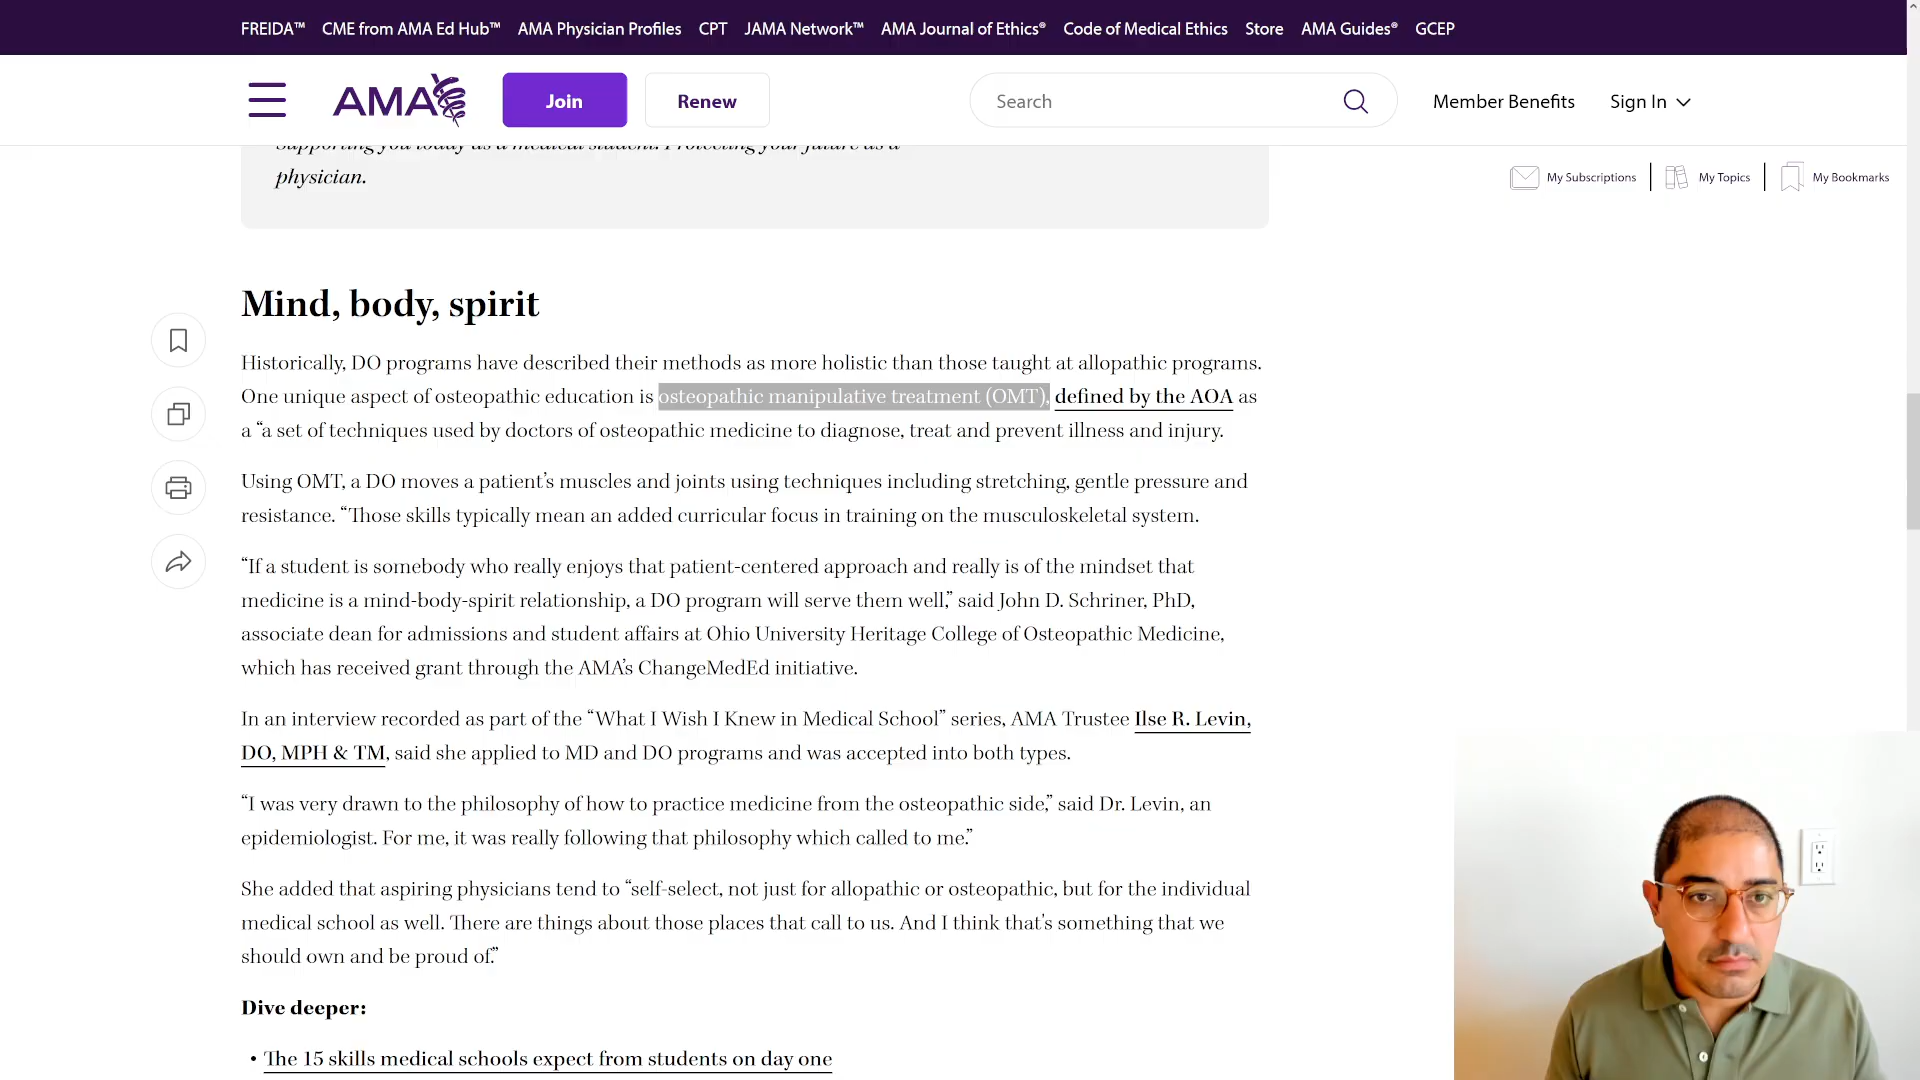 FREIDA™ CME from AMA Ed Hub™ AMA Physician Profiles CPT JAMA Network™ AMA Journal of Ethics® Code of Medical Ethics Store AMA Guides® GCEP
AMA Join Renew Search Member Benefits Sign In
Supporting you today as a medical student. Protecting your future as a
physician.
My Subscriptions My Topics My Bookmarks
Mind, body, spirit
Historically, DO programs have described their methods as more holistic than those taught at allopathic programs.
One unique aspect of osteopathic education is osteopathic manipulative treatment (OMT), defined by the AOA as
a “a set of techniques used by doctors of osteopathic medicine to diagnose, treat and prevent illness and injury.
Using OMT, a DO moves a patient’s muscles and joints using techniques including stretching, gentle pressure and
resistance. “Those skills typically mean an added curricular focus in training on the musculoskeletal system.
“If a student is somebody who really enjoys that patient-centered approach and really is of the mindset that
medicine is a mind-body-spirit relationship, a DO program will serve them well,” said John D. Schriner, PhD,
associate dean for admissions and student affairs at Ohio University Heritage College of Osteopathic Medicine,
which has received grant through the AMA’s ChangeMedEd initiative.
In an interview recorded as part of the “What I Wish I Knew in Medical School” series, AMA Trustee Ilse R. Levin,
DO, MPH & TM, said she applied to MD and DO programs and was accepted into both types.
“I was very drawn to the philosophy of how to practice medicine from the osteopathic side,” said Dr. Levin, an
epidemiologist. For me, it was really following that philosophy which called to me.”
She added that aspiring physicians tend to “self-select, not just for allopathic or osteopathic, but for the individual
medical school as well. There are things about those places that call to us. And I think that's something that we
should own and be proud of.”
Dive deeper:
• The 15 skills medical schools expect from students on day one